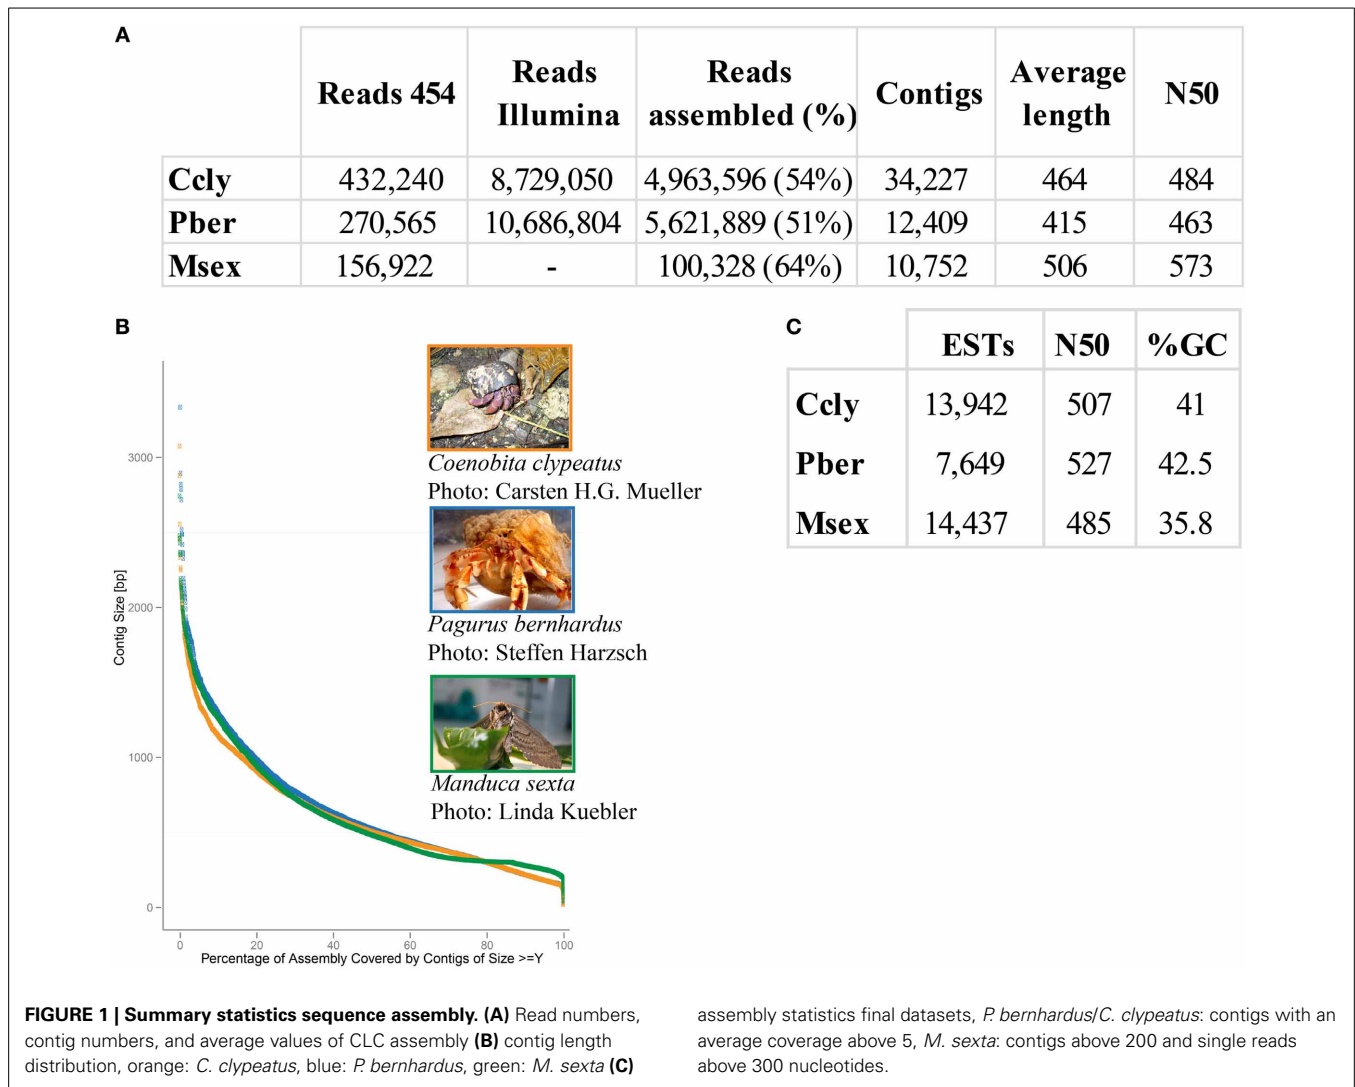 A
Reads 454 Reads Illumina Reads assembled (%) Contigs Average length N50
Ccly 432,240 8,729,050 4,963,596 (54%) 34,227 464 484
Pber 270,565 10,686,804 5,621,889 (51%) 12,409 415 463
Msex 156,922 - 100,328 (64%) 10,752 506 573
B
Contig Size [bp]
3000
2000
1000
0
0 20 40 60 80 100
Percentage of Assembly Covered by Contigs of Size >=Y
Coenobita clypeatus
Photo: Carsten H.G. Mueller
Pagurus bernhardus
Photo: Steffen Harzsch
Manduca sexta
Photo: Linda Kuebler
C
ESTs N50 %GC
Ccly 13,942 507 41
Pber 7,649 527 42.5
Msex 14,437 485 35.8
FIGURE 1 | Summary statistics sequence assembly. (A) Read numbers,
contig numbers, and average values of CLC assembly (B) contig length
distribution, orange: C. clypeatus, blue: P. bernhardus, green: M. sexta (C)
assembly statistics final datasets, P. bernhardus/C. clypeatus: contigs with an
average coverage above 5, M. sexta: contigs above 200 and single reads
above 300 nucleotides.